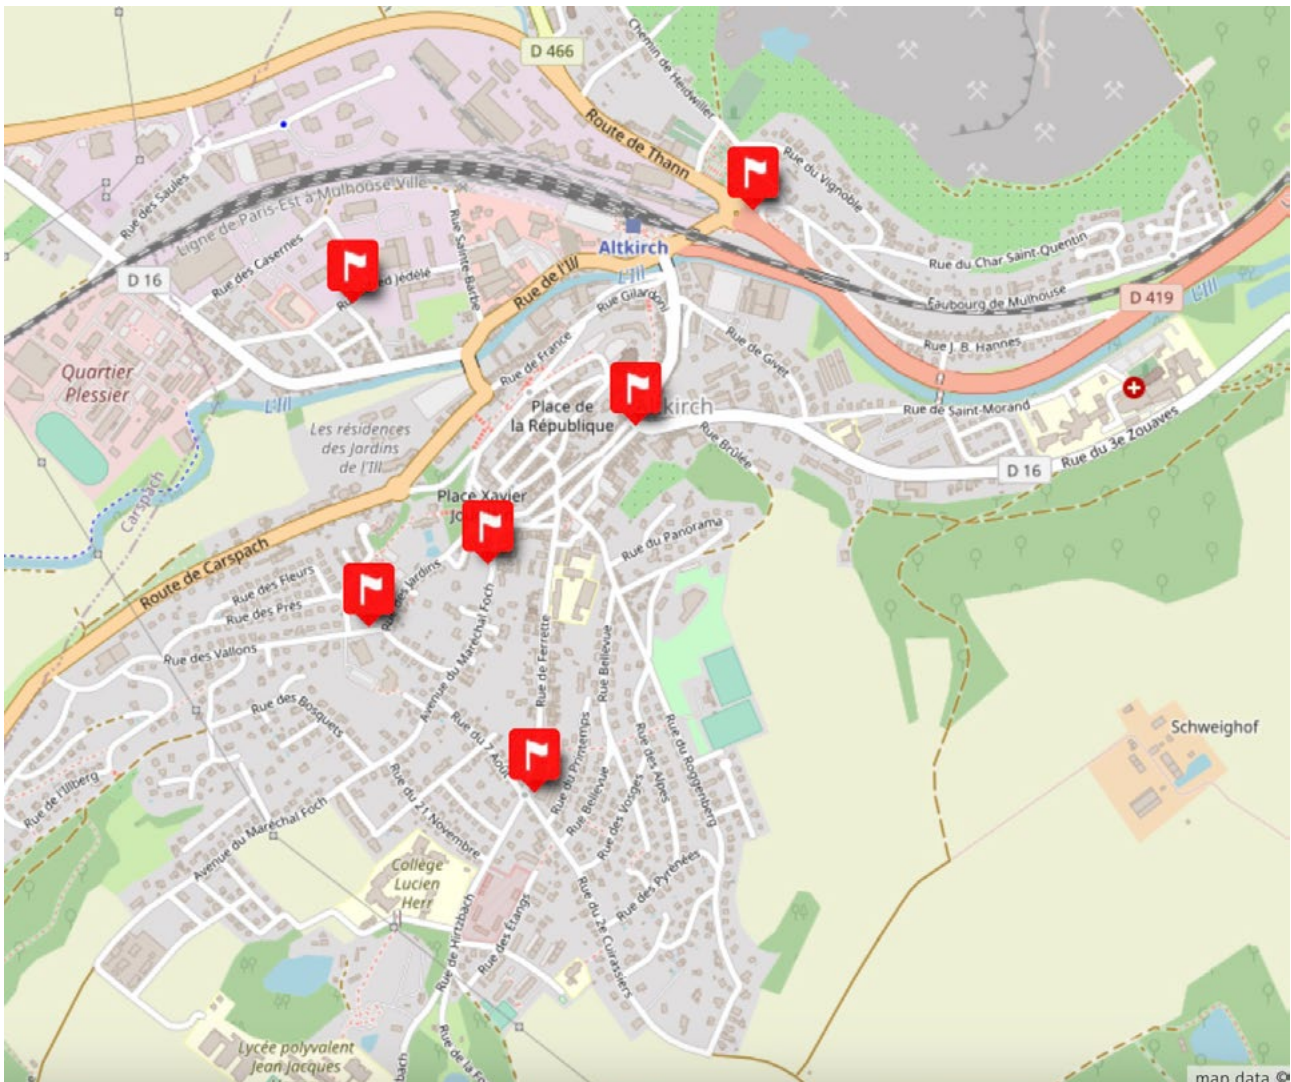 D 466
Chemin de Heidwiller
Route de Thann
Rue du Vignoble
Rue des Saules
Ligne de Paris-Est à Mulhouse Ville
Rue Sainte-Barbe
Altkirch
Rue du Char Saint-Quentin
D 16
Rue des Casernes
Jédélé
Rue de l'Ill
L'Ill
Rue Gilardoni
Faubourg de Mulhouse
D 419
L'Ill
Rue de France
Rue de Givet
Rue J. B. Hannes
Quartier
Plessier
L'Ill
Place de
la République
Rue de Saint-Morand
Les résidences
des Jardins
de l'Ill
Rue Brûlée
D 16
Rue du 3e Zouaves
Carspach
Place Xavier
Rue du Panorama
Route de Carspach
Rue des Fleurs
Rue des Prés
Jardins
Rue des Vallons
Avenue du Maréchal Foch
Rue de Ferrette
Rue Bellevue
Rue des Bosquets
Rue du 2 Août
Rue du Printemps
Rue des Alpes
Rue du Roggenberg
Schweighof
Rue de l'Illberg
Rue du 21 Novembre
Rue Bellevue
Rue des Vosges
Avenue du Maréchal Foch
Collège
Lucien
Herr
Rue des Pyrénées
Rue de Hirtzbach
Rue des Étangs
Rue du 2e Cuirassiers
Lycée polyvalent
Jean Jacques
Rue de la Fo
bach
map data ©